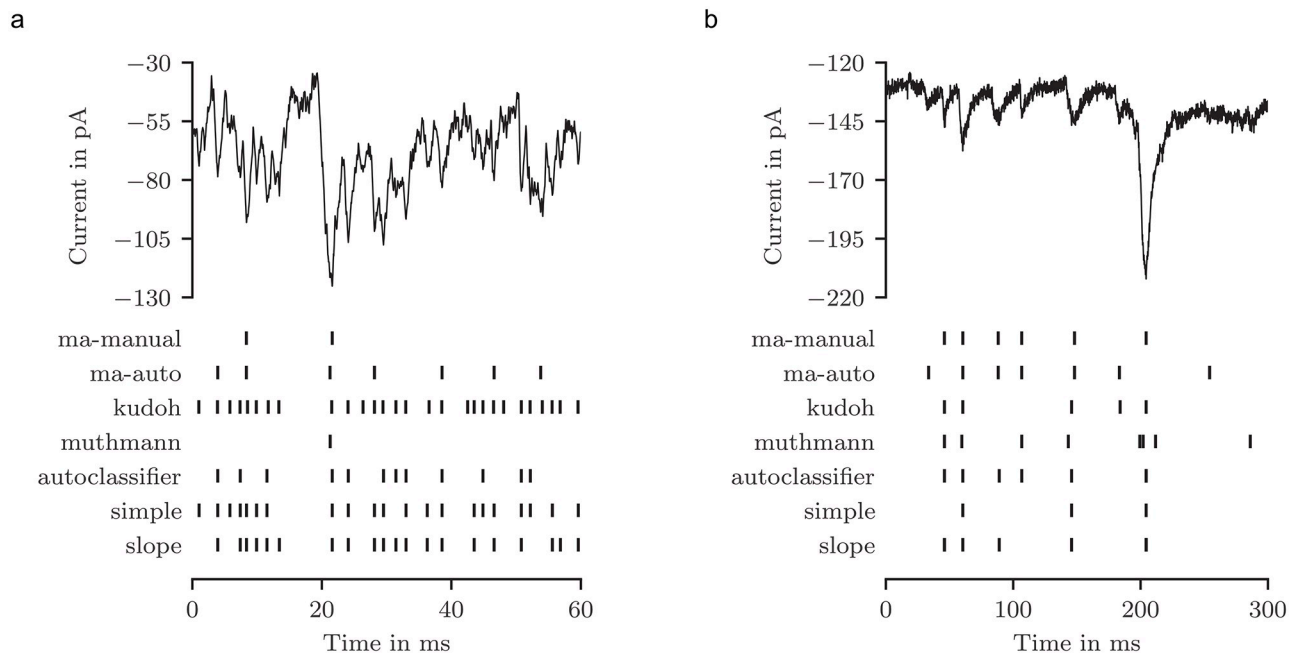 a
−30
−55
−80
−105
−130
Current in pA
ma-manual
ma-auto
kudoh
muthmann
autoclassifier
simple
slope
0 20 40 60
Time in ms
b
−120
−145
−170
−195
−220
Current in pA
ma-manual
ma-auto
kudoh
muthmann
autoclassifier
simple
slope
0 100 200 300
Time in ms